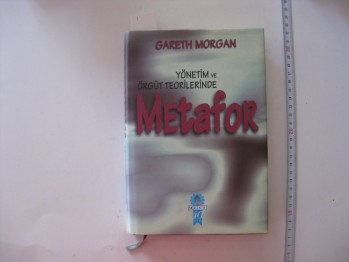 GARETH MORGAN
YÖNETİM VE
ÖRGÜT TEORİLERİNDE
Metafor